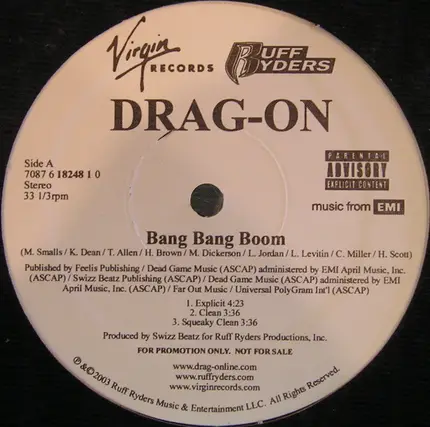 Virgin
RECORDS
RUFF
RYDERS
DRAG-ON
Side A
7087 6 18248 1 0
Stereo
33 1/3rpm
PARENTAL
ADVISORY
EXPLICIT CONTENT
music from EMI
Bang Bang Boom
(M. Smalls / K. Dean / T. Allen / H. Brown / M. Dickerson / L. Jordan / L. Levitin / C. Miller / H. Scott)
Published by Feelis Publishing / Dead Game Music (ASCAP) administered by EMI April Music, Inc.
(ASCAP) / Swizz Beatz Publishing (ASCAP) / Dead Game Music (ASCAP) administered by EMI
April Music, Inc. (ASCAP) / Far Out Music / Universal PolyGram Int'l (ASCAP)
1. Explicit 4:23
2. Clean 3:36
3. Squeaky Clean 3:36
Produced by Swizz Beatz for Ruff Ryders Productions, Inc.
FOR PROMOTION ONLY. NOT FOR SALE
www.drag-online.com
www.ruffryders.com
www.virginrecords.com
℗&©2003 Ruff Ryders Music & Entertainment LLC. All Rights Reserved.